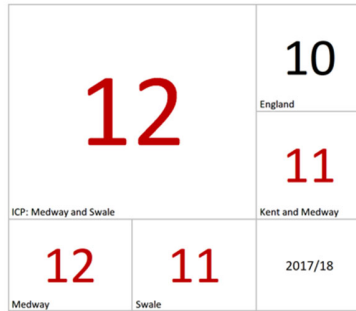 12
ICP: Medway and Swale
10
England
11
Kent and Medway
12
Medway
11
Swale
2017/18